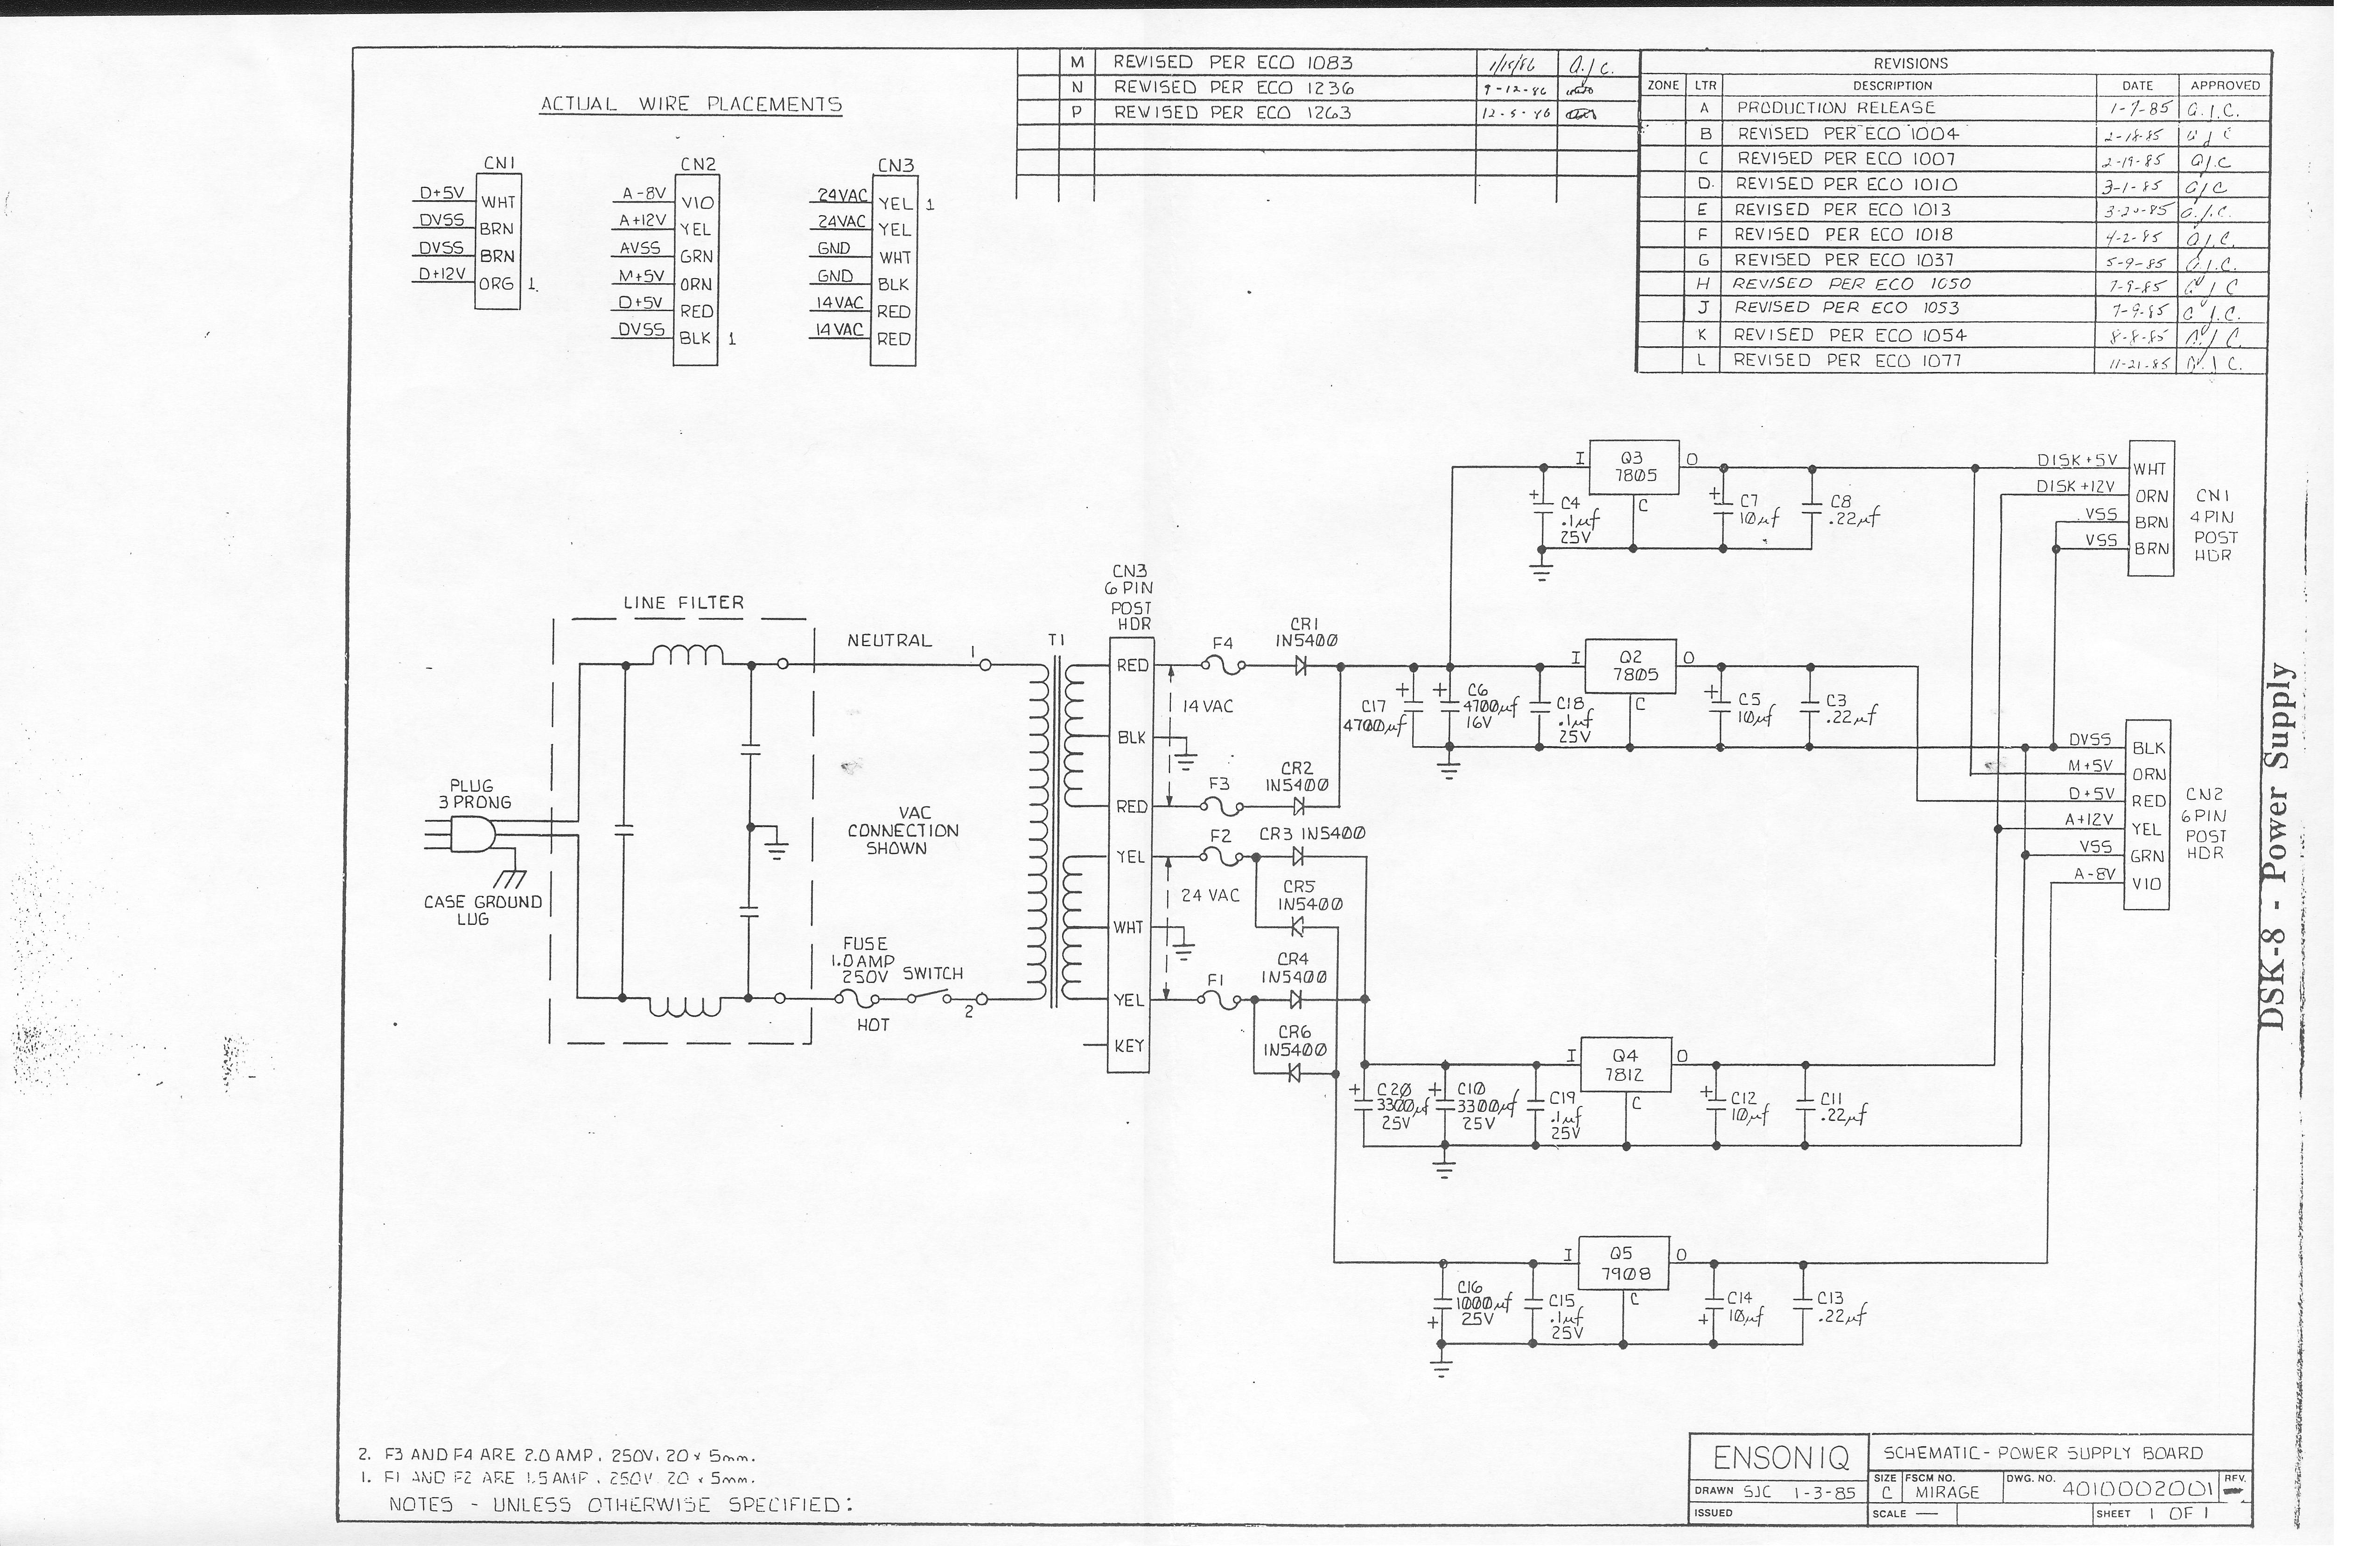 ACTUAL WIRE PLACEMENTS
CN1
D+5V WHT
DVSS BRN
DVSS BRN
D+12V ORG 1.
CN2
A-8V VIO
A+12V YEL
AVSS GRN
M+5V ORN
D+5V RED
DVSS BLK 1
CN3
24VAC YEL 1
24VAC YEL
GND WHT
GND BLK
14VAC RED
14VAC RED
M REVISED PER ECO 1083 1/15/86 A.J.C.
N REVISED PER ECO 1236 9-12-86
P REVISED PER ECO 1263 12-5-86
REVISIONS
ZONE LTR DESCRIPTION DATE APPROVED
A PRODUCTION RELEASE 1-7-85 A.J.C.
B REVISED PER ECO 1004 2-18-85 A J C
C REVISED PER ECO 1007 2-19-85 A J.C
D. REVISED PER ECO 1010 3-1-85 A J C
E REVISED PER ECO 1013 3-20-85 A.J.C.
F REVISED PER ECO 1018 4-2-85 A.J.C.
G REVISED PER ECO 1037 5-9-85 A.J.C.
H REVISED PER ECO 1050 7-9-85 A J C
J REVISED PER ECO 1053 7-9-85 A J.C.
K REVISED PER ECO 1054 8-8-85 A.J C.
L REVISED PER ECO 1077 11-21-85 A.J C.
LINE FILTER
NEUTRAL
1
PLUG
3 PRONG
CASE GROUND
LUG
VAC
CONNECTION
SHOWN
FUSE
1.0 AMP
250V
SWITCH
HOT
2
T1
CN3
6 PIN
POST
HDR
RED
BLK
RED
YEL
WHT
YEL
KEY
14 VAC
24 VAC
F4
CR1
1N5400
F3
CR2
1N5400
F2
CR3 1N5400
CR5
1N5400
F1
CR4
1N5400
CR6
1N5400
I Q3 O
7805
C
+ C4
.1µf
25V
+ C7
10µf
C8
.22µf
I Q2 O
7805
C
+ C17
4700µf
+ C6
4700µf
16V
C18
.1µf
25V
+ C5
10µf
C3
.22µf
I Q4 O
7812
C
+ C20
3300µf
25V
+ C10
3300µf
25V
C19
.1µf
25V
+ C12
10µf
C11
.22µf
I Q5 O
7908
C
C16
1000µf
+ 25V
C15
.1µf
25V
C14
+ 10µf
C13
.22µf
DISK+5V WHT
DISK+12V ORN
VSS BRN
VSS BRN
CN1
4 PIN
POST
HDR
DVSS BLK
M+5V ORN
D+5V RED
A+12V YEL
VSS GRN
A-8V VIO
CN2
6 PIN
POST
HDR
DSK-8 - Power Supply
2. F3 AND F4 ARE 2.0 AMP, 250V, 20 x 5mm.
1. F1 AND F2 ARE 1.5 AMP, 250V 20 x 5mm.
NOTES - UNLESS OTHERWISE SPECIFIED:
ENSONIQ
DRAWN SJC 1-3-85
ISSUED
SCHEMATIC- POWER SUPPLY BOARD
SIZE C
FSCM NO. MIRAGE
DWG. NO. 4010002001
REV.
SCALE —
SHEET 1 OF 1